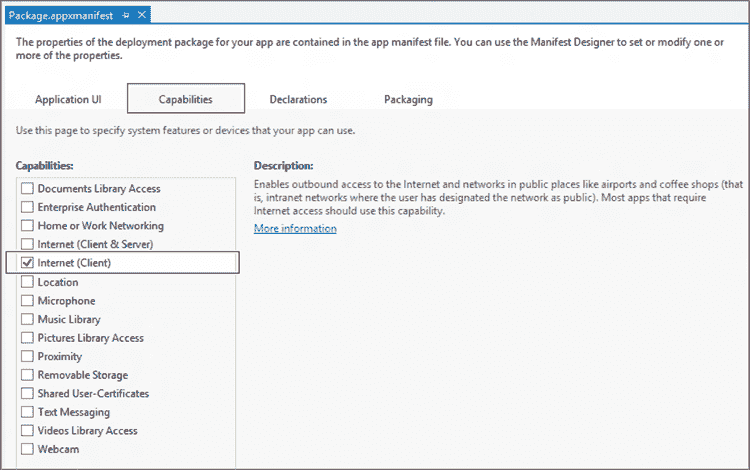 Package.appxmanifest
The properties of the deployment package for your app are contained in the app manifest file. You can use the Manifest Designer to set or modify one or
more of the properties.
Application UI Capabilities Declarations Packaging
Use this page to specify system features or devices that your app can use.
Capabilities:
Documents Library Access
Enterprise Authentication
Home or Work Networking
Internet (Client & Server)
Internet (Client)
Location
Microphone
Music Library
Pictures Library Access
Proximity
Removable Storage
Shared User-Certificates
Text Messaging
Videos Library Access
Webcam
Description:
Enables outbound access to the Internet and networks in public places like airports and coffee shops (that
is, intranet networks where the user has designated the network as public). Most apps that require
Internet access should use this capability.
More information